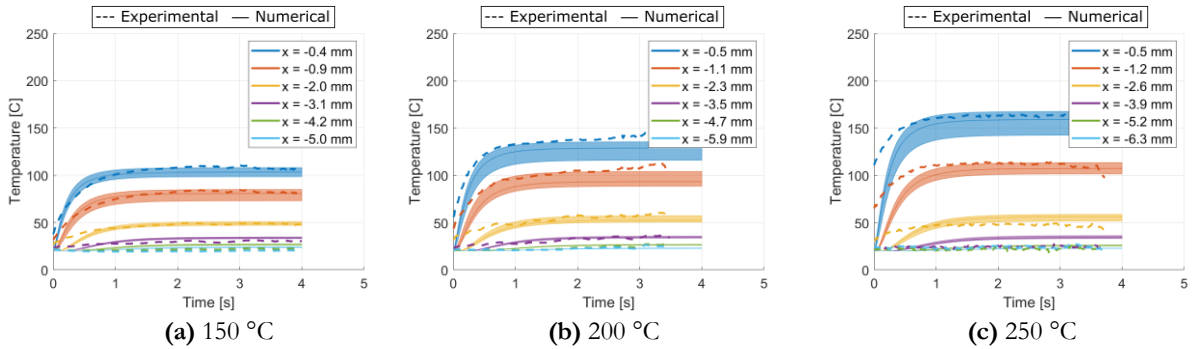 Experimental Numerical
250
200
150
100
50
0
Temperature [C]
x = -0.4 mm
x = -0.9 mm
x = -2.0 mm
x = -3.1 mm
x = -4.2 mm
x = -5.0 mm
0 1 2 3 4 5
Time [s]
(a) 150 °C
Experimental Numerical
250
200
150
100
50
0
Temperature [C]
x = -0.5 mm
x = -1.1 mm
x = -2.3 mm
x = -3.5 mm
x = -4.7 mm
x = -5.9 mm
0 1 2 3 4 5
Time [s]
(b) 200 °C
Experimental Numerical
250
200
150
100
50
0
Temperature [C]
x = -0.5 mm
x = -1.2 mm
x = -2.6 mm
x = -3.9 mm
x = -5.2 mm
x = -6.3 mm
0 1 2 3 4 5
Time [s]
(c) 250 °C